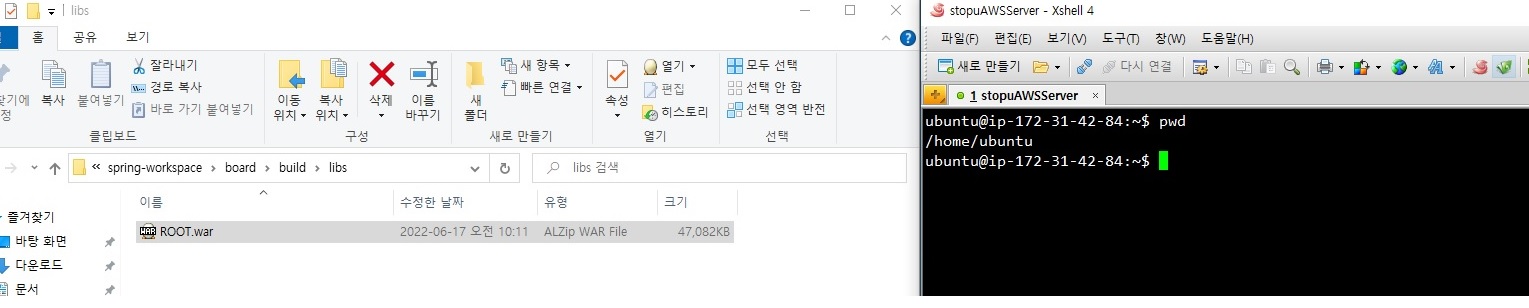 libs
홈 공유 보기
복사
붙여넣기
잘라내기
경로 복사
바로 가기 붙여넣기
클립보드
이동 위치
복사 위치
삭제
이름 바꾸기
구성
새 폴더
새 항목
빠른 연결
새로 만들기
속성
열기
편집
히스토리
열기
모두 선택
선택 안 함
선택 영역 반전
선택
« spring-workspace › board › build › libs
libs 검색
이름 수정한 날짜 유형 크기
ROOT.war 2022-06-17 오전 10:11 ALZip WAR File 47,082KB
즐겨찾기
바탕 화면
다운로드
문서
stopuAWSServer - Xshell 4
파일(F) 편집(E) 보기(V) 도구(T) 창(W) 도움말(H)
새로 만들기 다시 연결
1 stopuAWSServer
ubuntu@ip-172-31-42-84:~$ pwd
/home/ubuntu
ubuntu@ip-172-31-42-84:~$